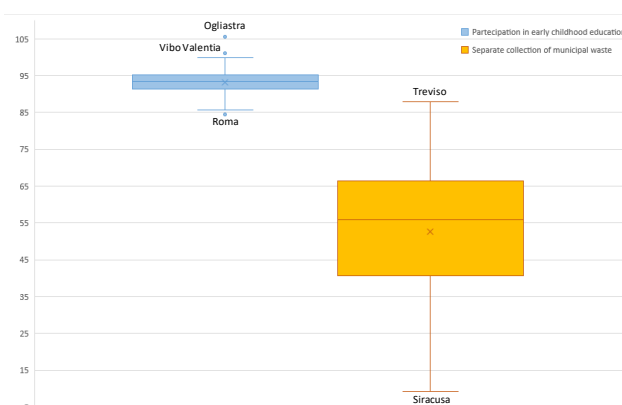 Ogliastra
Partecipation in early childhood educatio
105
Vibo Valentia
Separate collection of municipal waste
95
Treviso
85
Roma
75
65
55
45
35
25
15
Siracusa